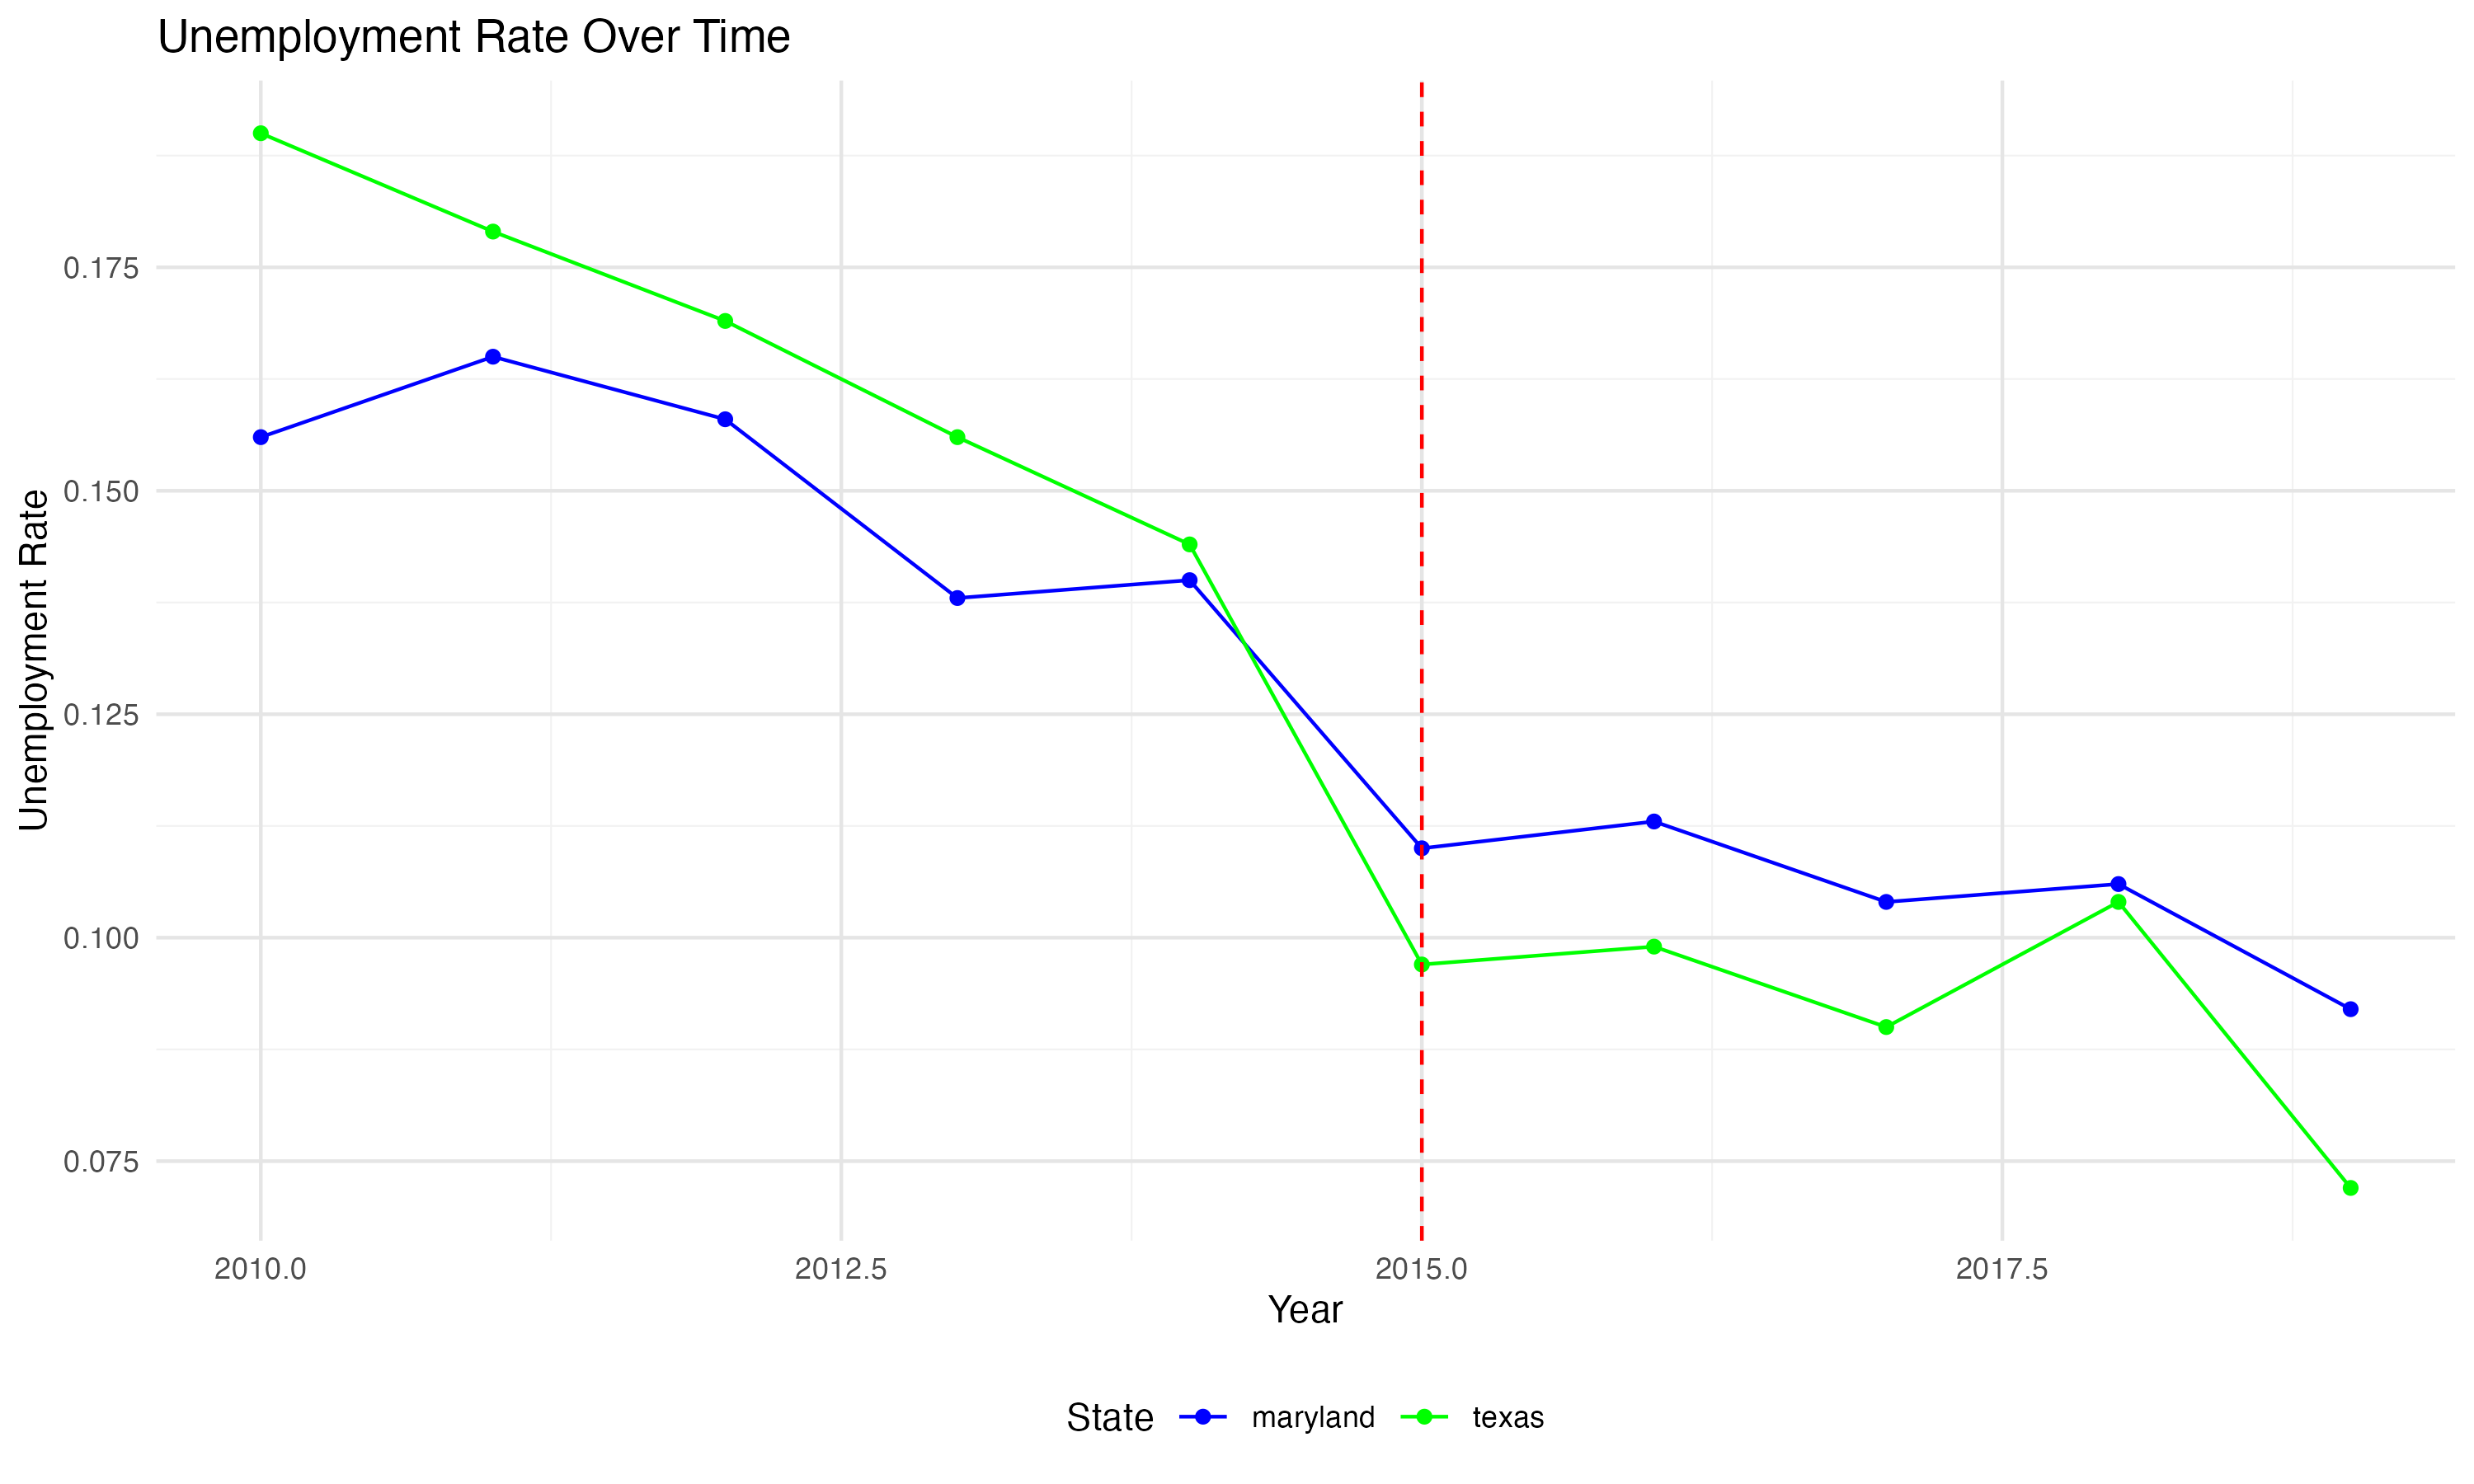 Unemployment Rate Over Time
Unemployment Rate
0.175
0.150
0.125
0.100
0.075
2010.0 2012.5 2015.0 2017.5
Year
State maryland texas